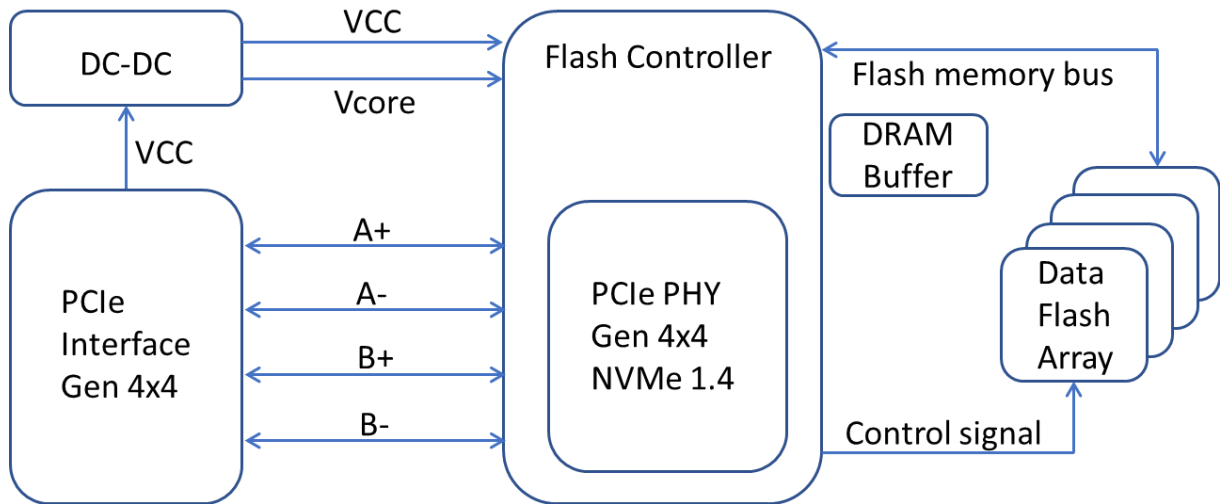 VCC
DC-DC
Vcore
VCC
PCIe
Interface
Gen 4x4
A+
A-
B+
B-
Flash Controller
PCIe PHY
Gen 4x4
NVMe 1.4
Flash memory bus
DRAM
Buffer
Data
Flash
Array
Control signal